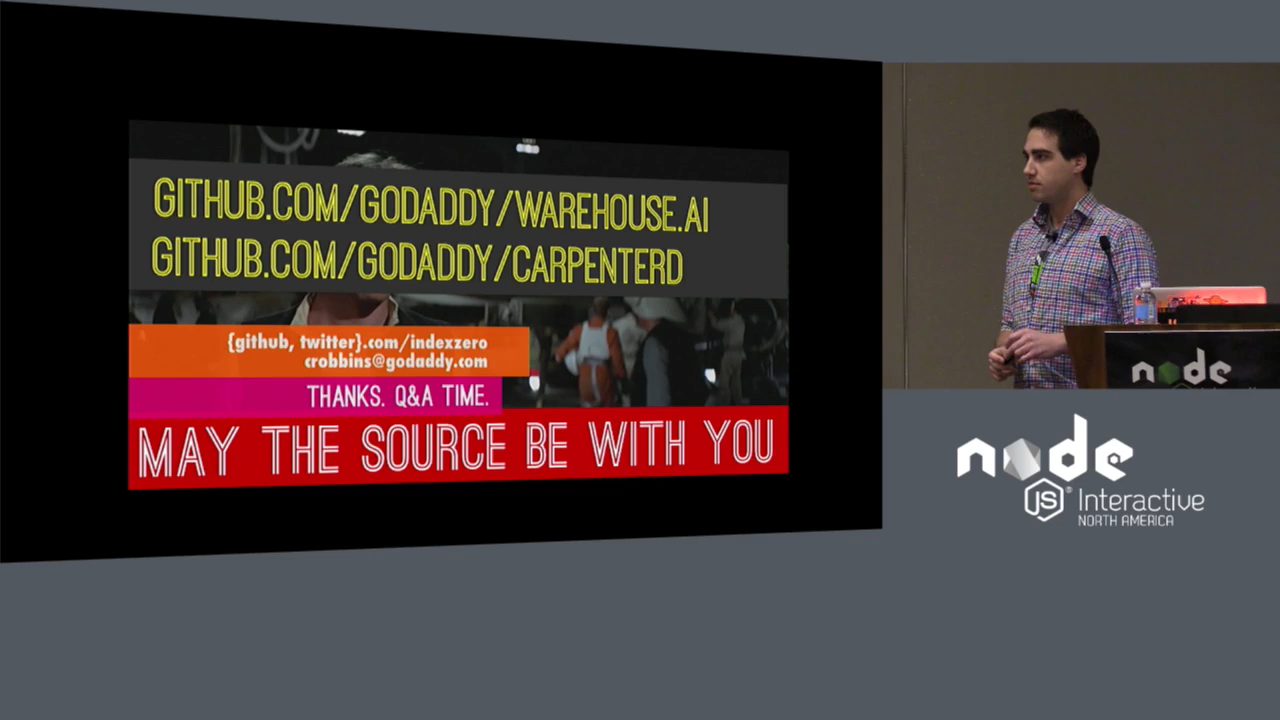 GITHUB.COM/GODADDY/WAREHOUSE.AI
GITHUB.COM/GODADDY/CARPENTERD
{github, twitter}.com/indexzero
crobbins@godaddy.com
THANKS. Q&A TIME.
MAY THE SOURCE BE WITH YOU
node
node
JS® Interactive
NORTH AMERICA